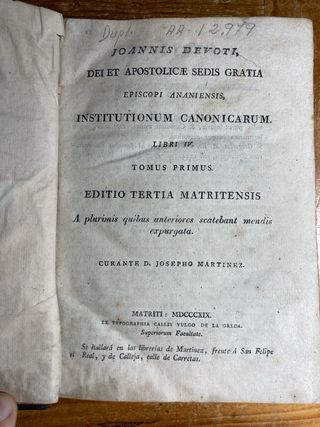 Dupl. AA-12,979
JOANNIS DEVOTI,
DEI ET APOSTOLICÆ SEDIS GRATIA
EPISCOPI ANANIENSIS,
INSTITUTIONUM CANONICARUM.
LIBRI IV.
TOMUS PRIMUS.
EDITIO TERTIA MATRITENSIS
A plurimis quibus anteriores scatebant mendis
expurgata.
CURANTE D. JOSEPHO MARTINEZ.
MATRITI: MDCCCXIX.
EX TYPOGRAPHIA CALLEI VULGO DE LA GREDA.
Superiorum Facultate.
Se hallará en las librerías de Martinez, frente á San Felipe
el Real, y de Calleja, calle de Carretas.